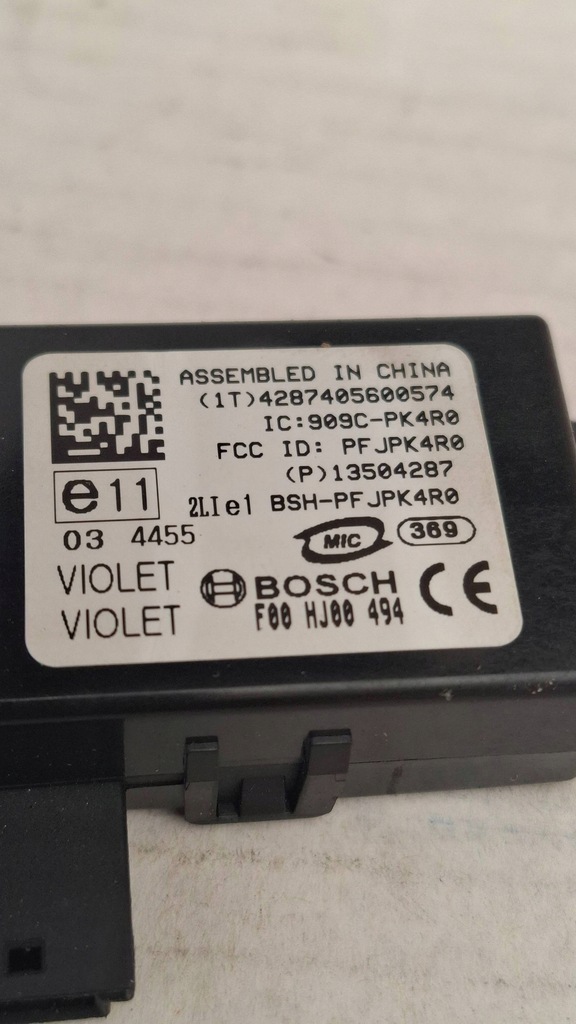 ASSEMBLED IN CHINA
(1T)4287405600574
IC:909C-PK4R0
FCC ID: PFJPK4R0
(P)13504287
e11 2LIe1 BSH-PFJPK4R0
03 4455 MIC 369
VIOLET BOSCH CE
VIOLET F00 HJ00 494